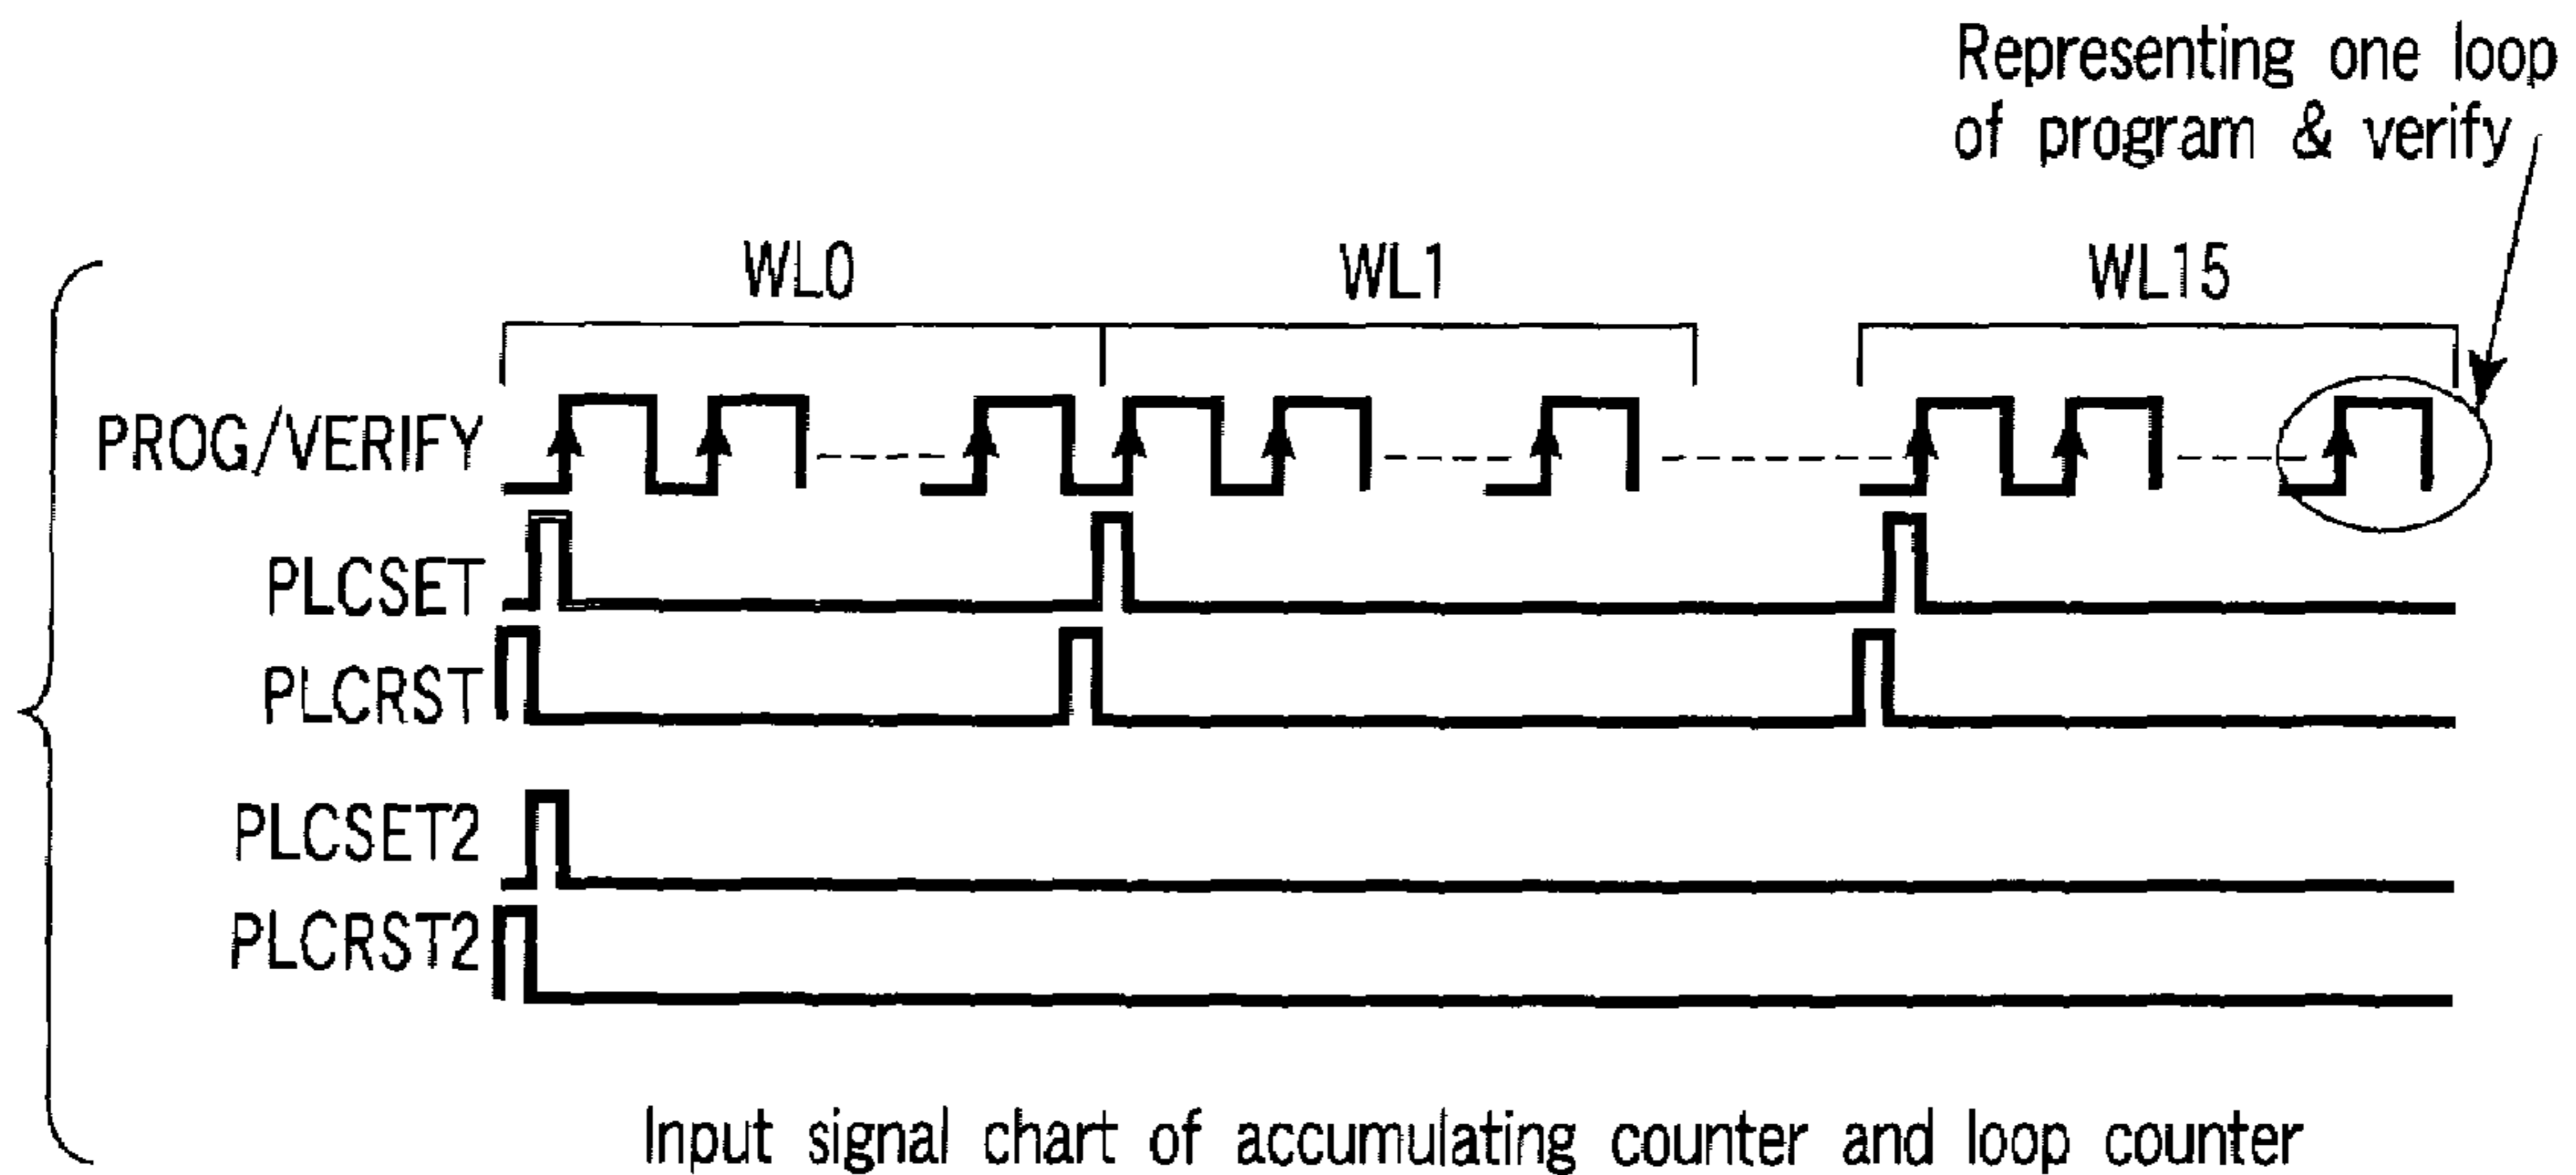 Representing one loop
of program & verify
WL0 WL1 WL15
PROG/VERIFY
PLCSET
PLCRST
PLCSET2
PLCRST2
Input signal chart of accumulating counter and loop counter